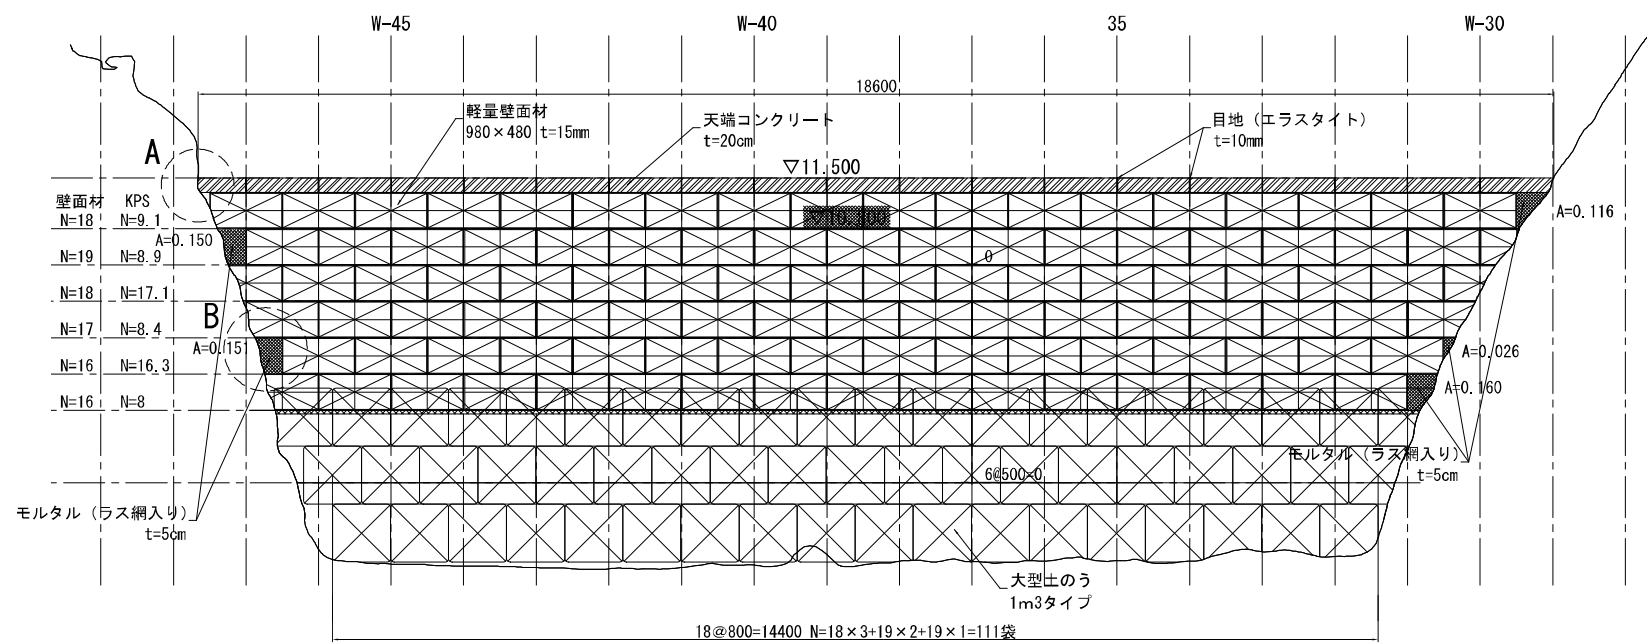 W-45
W-40
35
W-30
18600
軽量壁面材
980×480 t=15mm
天端コンクリート
t=20cm
目地（エラスタイト）
t=10mm
A
▽11.500
壁面材 KPS
N=18 N=9.1
A=0.116
A=0.150
N=19 N=8.9
0
N=18 N=17.1
B
N=17 N=8.4
A=0.151
A=0.026
N=16 N=16.3
A=0.160
N=16 N=8
モルタル（ラス網入り）
t=5cm
6@500=0
モルタル（ラス網入り）
t=5cm
大型土のう
1m3タイプ
18@800=14400 N=18×3+19×2+19×1=111袋